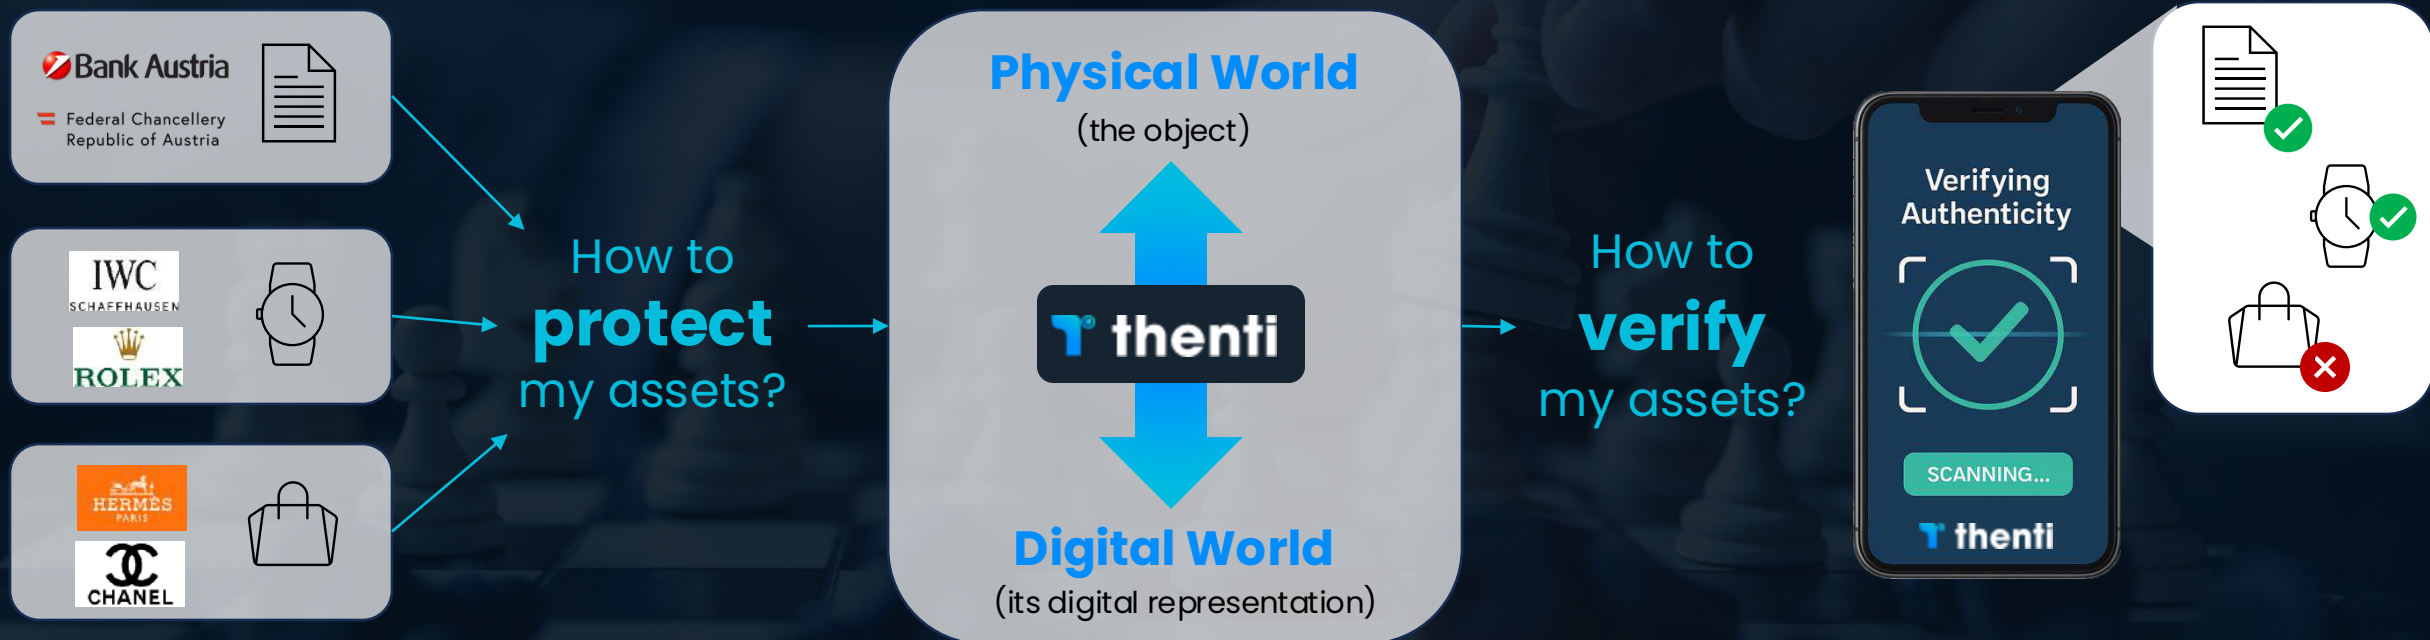 Bank Austria
Federal Chancellery
Republic of Austria
IWC
SCHAFFHAUSEN
ROLEX
HERMÈS
PARIS
CHANEL
How to
protect
my assets?
Physical World
(the object)
thenti
Digital World
(its digital representation)
How to
verify
my assets?
Verifying
Authenticity
SCANNING...
thenti